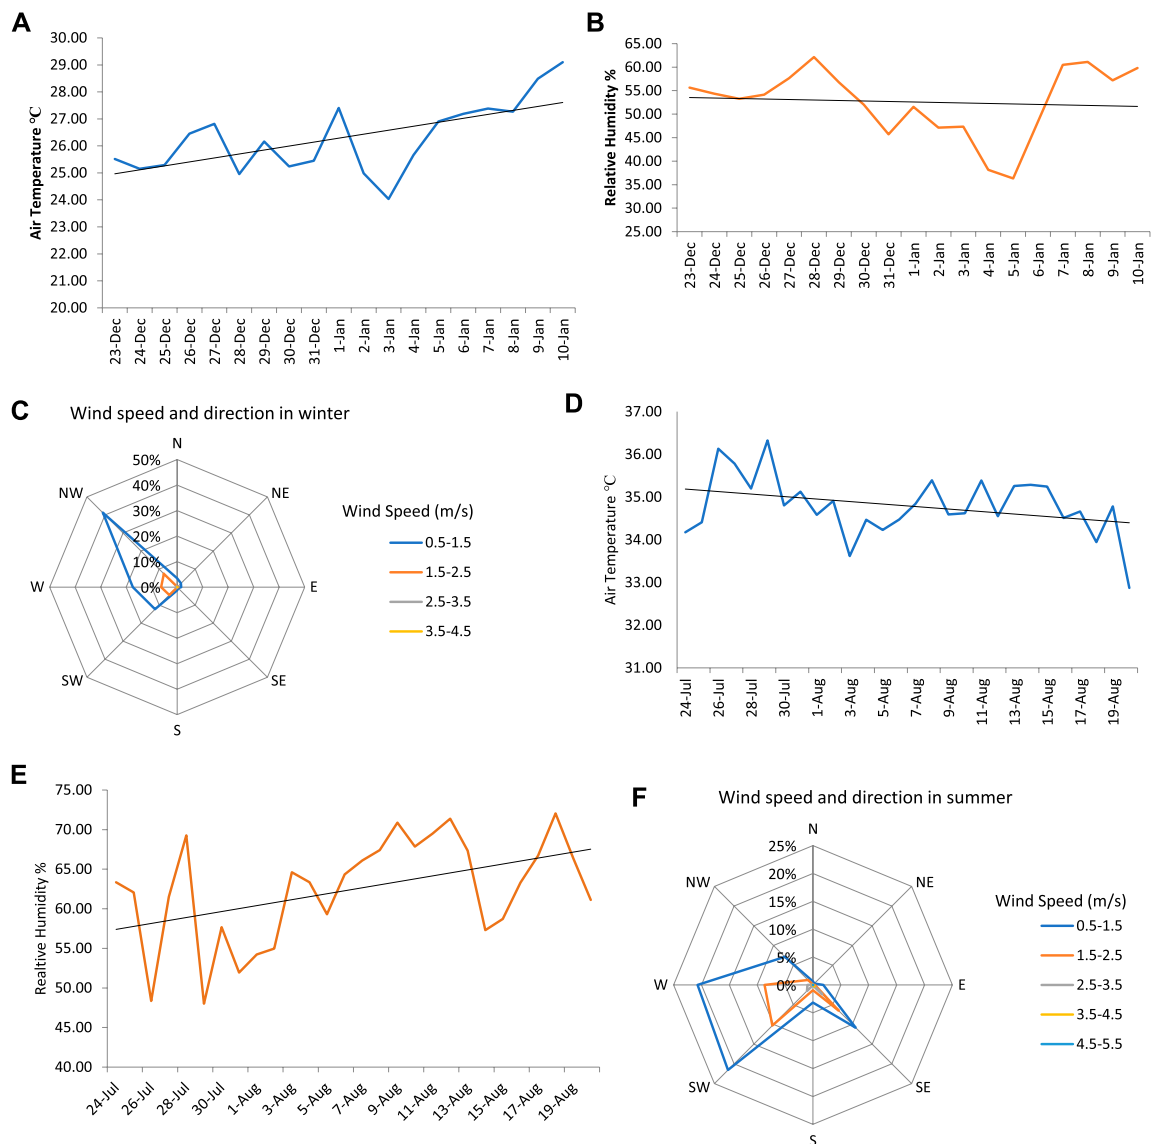 A
Air Temperature °C
30.00
29.00
28.00
27.00
26.00
25.00
24.00
23.00
22.00
21.00
20.00
23-Dec
24-Dec
25-Dec
26-Dec
27-Dec
28-Dec
29-Dec
30-Dec
31-Dec
1-Jan
2-Jan
3-Jan
4-Jan
5-Jan
6-Jan
7-Jan
8-Jan
9-Jan
10-Jan
B
Relative Humidity %
65.00
60.00
55.00
50.00
45.00
40.00
35.00
30.00
25.00
23-Dec
24-Dec
25-Dec
26-Dec
27-Dec
28-Dec
29-Dec
30-Dec
31-Dec
1-Jan
2-Jan
3-Jan
4-Jan
5-Jan
6-Jan
7-Jan
8-Jan
9-Jan
10-Jan
C
Wind speed and direction in winter
N
NE
E
SE
S
SW
W
NW
50%
40%
30%
20%
10%
0%
Wind Speed (m/s)
0.5-1.5
1.5-2.5
2.5-3.5
3.5-4.5
D
Air Temperature °C
37.00
36.00
35.00
34.00
33.00
32.00
31.00
24-Jul
26-Jul
28-Jul
30-Jul
1-Aug
3-Aug
5-Aug
7-Aug
9-Aug
11-Aug
13-Aug
15-Aug
17-Aug
19-Aug
E
Realtive Humidity %
75.00
70.00
65.00
60.00
55.00
50.00
45.00
40.00
24-Jul
26-Jul
28-Jul
30-Jul
1-Aug
3-Aug
5-Aug
7-Aug
9-Aug
11-Aug
13-Aug
15-Aug
17-Aug
19-Aug
F
Wind speed and direction in summer
N
NE
E
SE
S
SW
W
NW
25%
20%
15%
10%
5%
0%
Wind Speed (m/s)
0.5-1.5
1.5-2.5
2.5-3.5
3.5-4.5
4.5-5.5